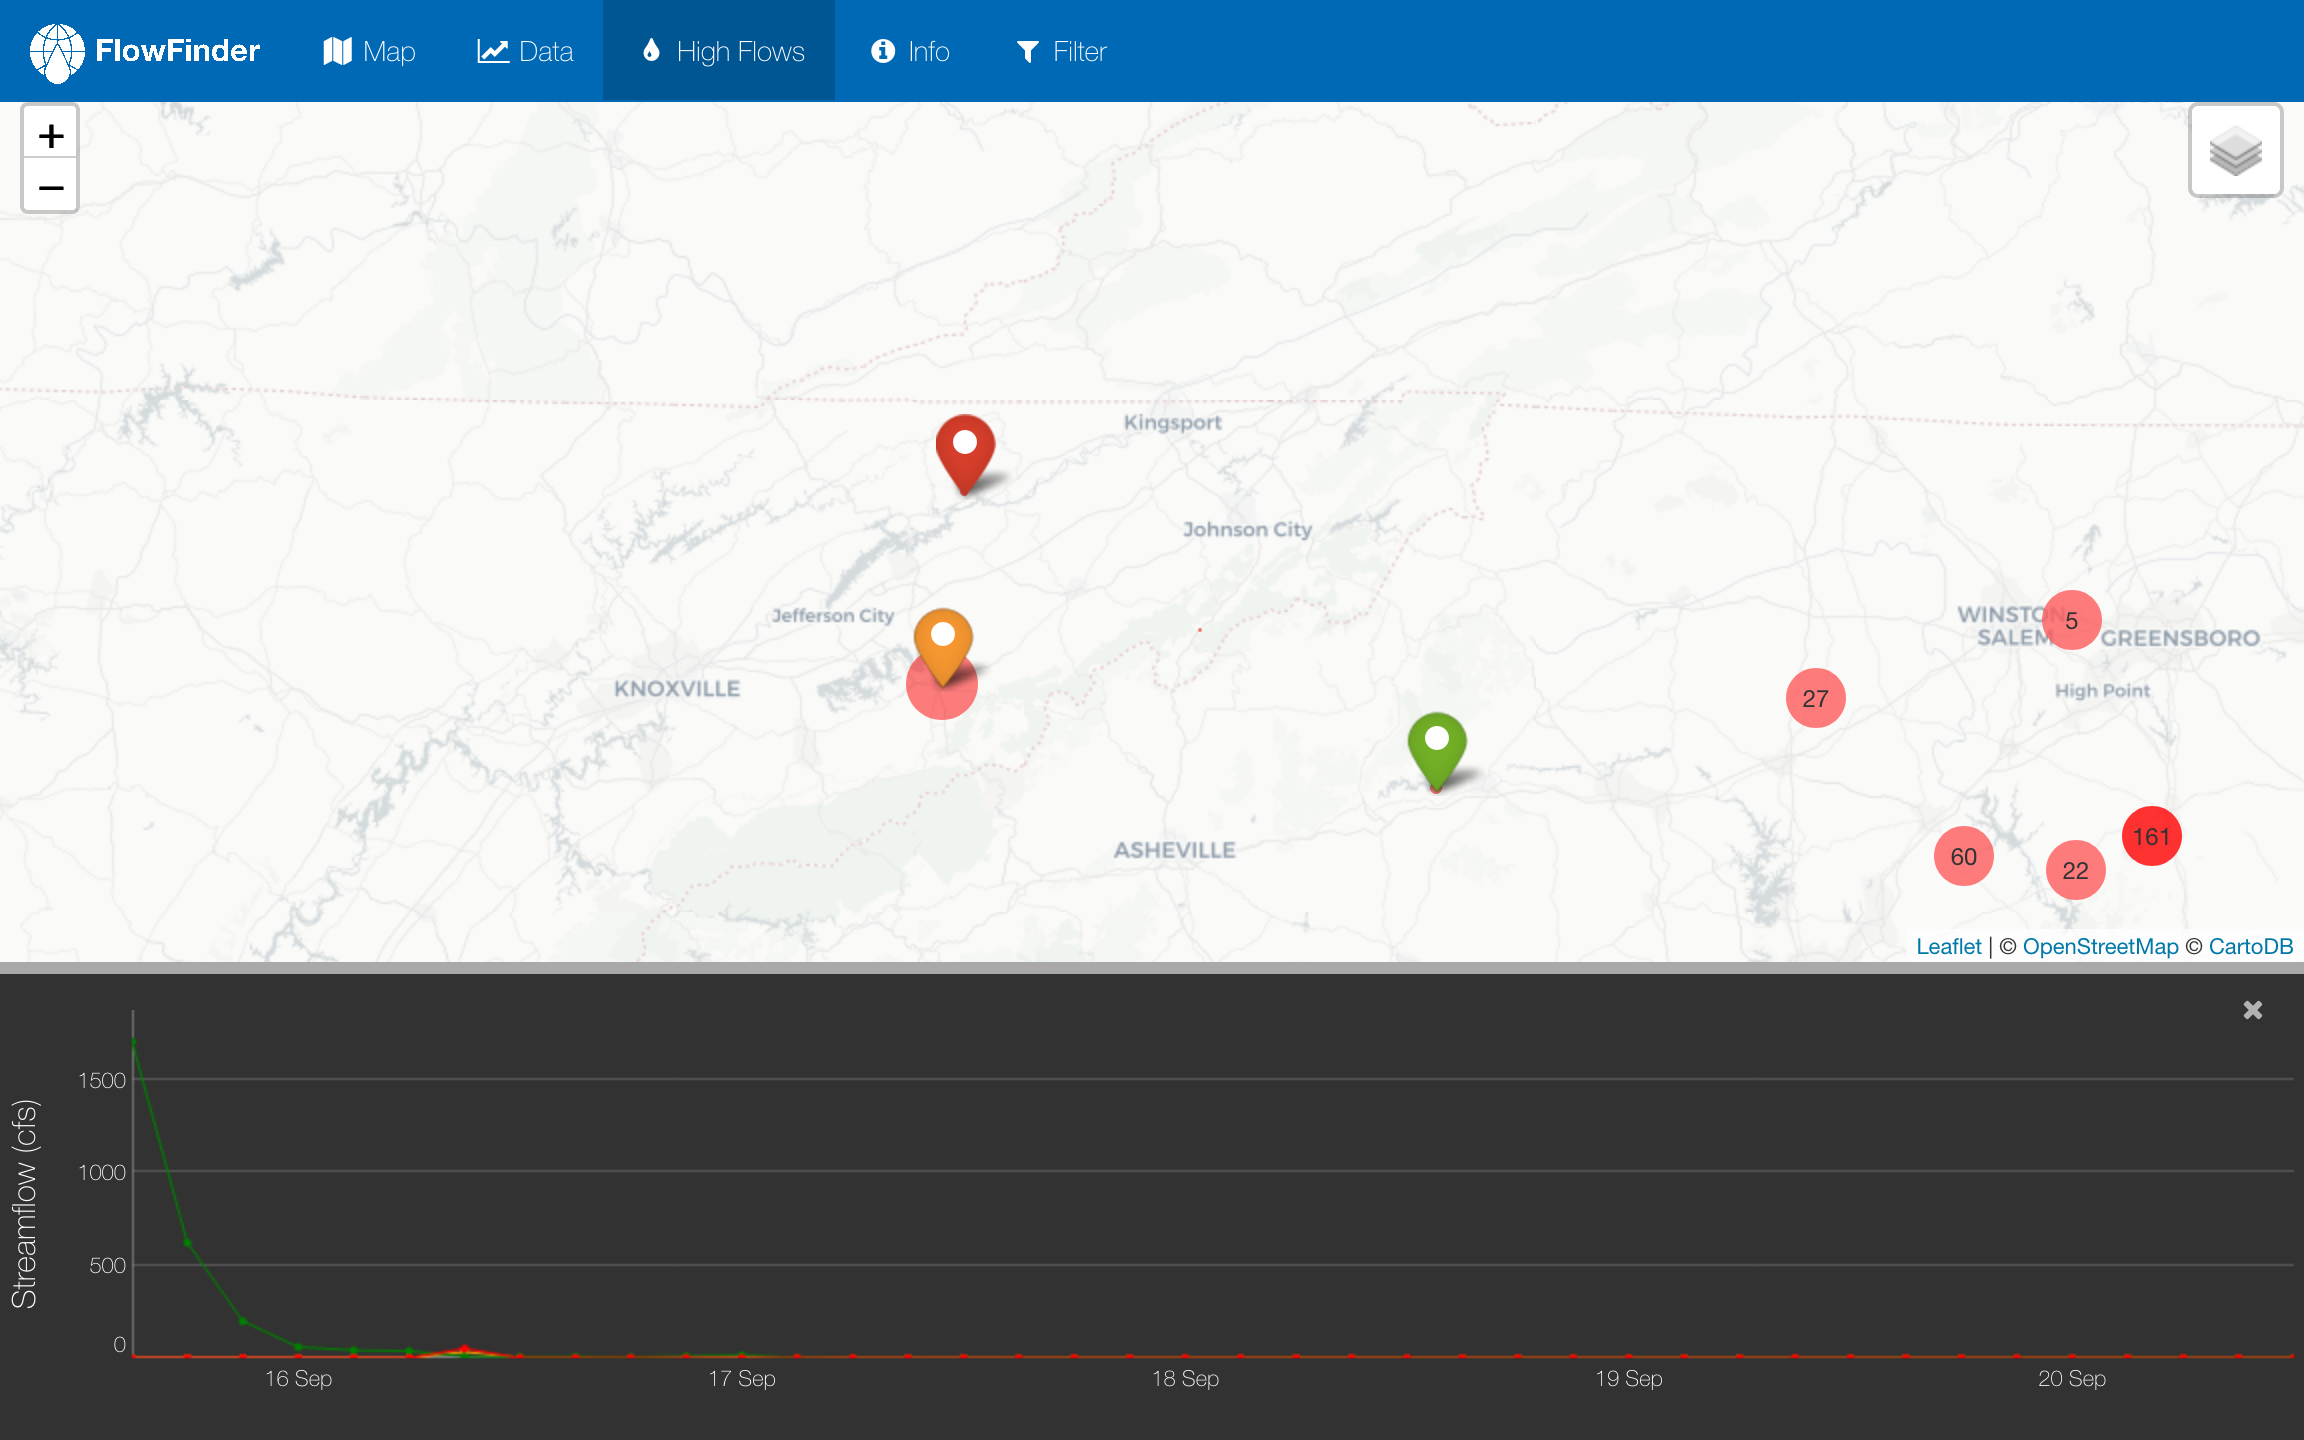 FlowFinder Map Data High Flows Info Filter
+
−
Kingsport
Johnson City
Jefferson City
WINSTON
SALEM
5
GREENSBORO
KNOXVILLE
27
High Point
ASHEVILLE
161
60
22
Leaflet | © OpenStreetMap © CartoDB
Streamflow (cfs)
1500
1000
500
0
16 Sep 17 Sep 18 Sep 19 Sep 20 Sep